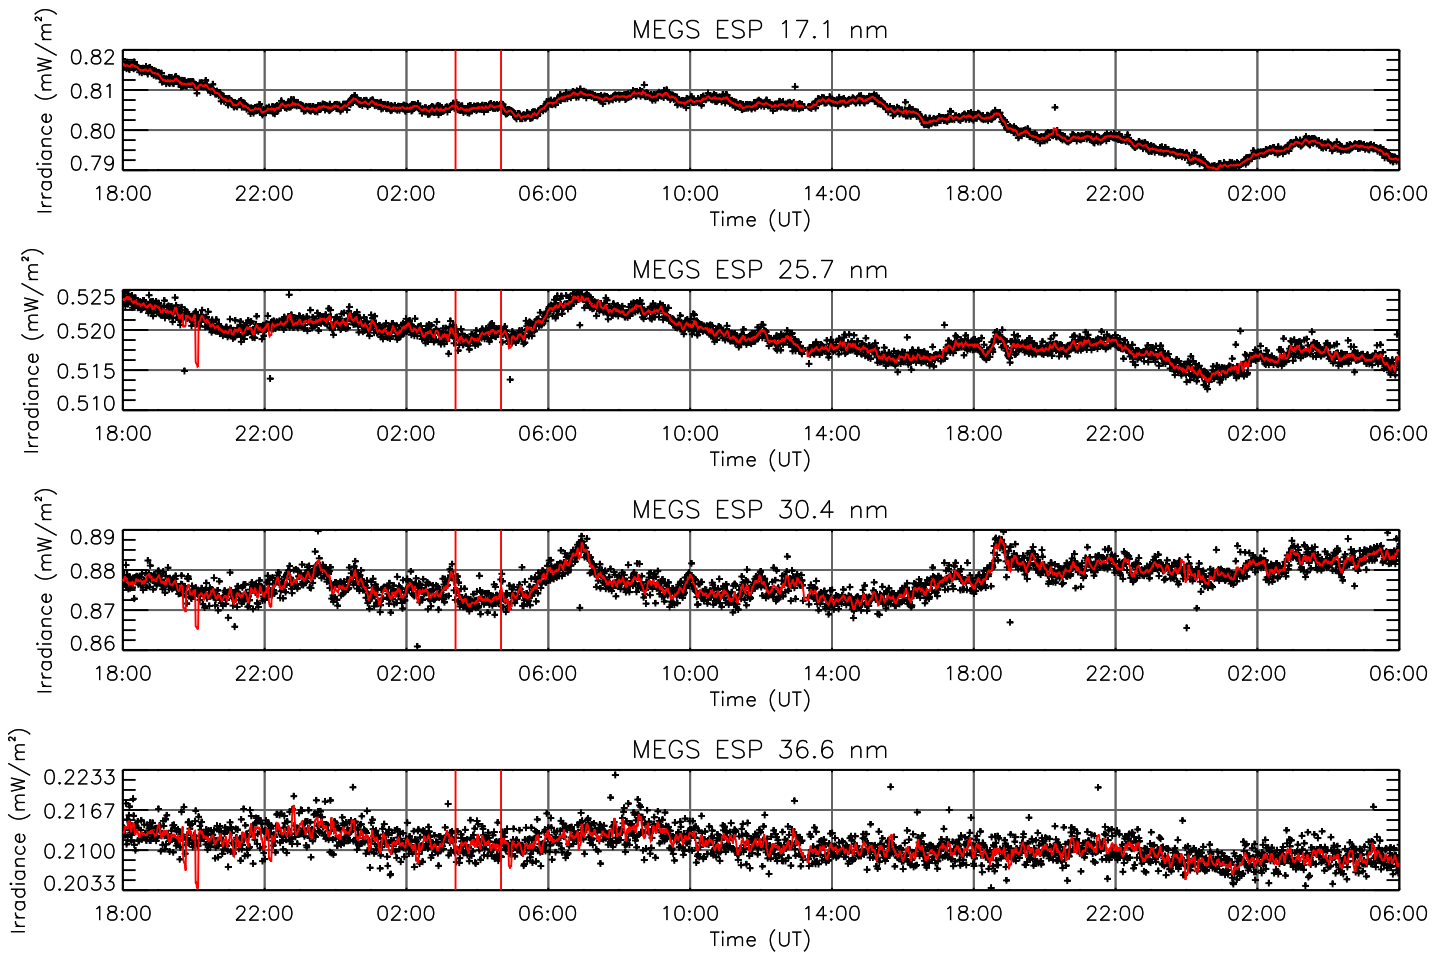 MEGS ESP 17.1 nm
Irradiance (mW/m²)
0.82
0.81
0.80
0.79
18:00 22:00 02:00 06:00 10:00 14:00 18:00 22:00 02:00 06:00
Time (UT)
MEGS ESP 25.7 nm
Irradiance (mW/m²)
0.525
0.520
0.515
0.510
18:00 22:00 02:00 06:00 10:00 14:00 18:00 22:00 02:00 06:00
Time (UT)
MEGS ESP 30.4 nm
Irradiance (mW/m²)
0.89
0.88
0.87
0.86
18:00 22:00 02:00 06:00 10:00 14:00 18:00 22:00 02:00 06:00
Time (UT)
MEGS ESP 36.6 nm
Irradiance (mW/m²)
0.2233
0.2167
0.2100
0.2033
18:00 22:00 02:00 06:00 10:00 14:00 18:00 22:00 02:00 06:00
Time (UT)